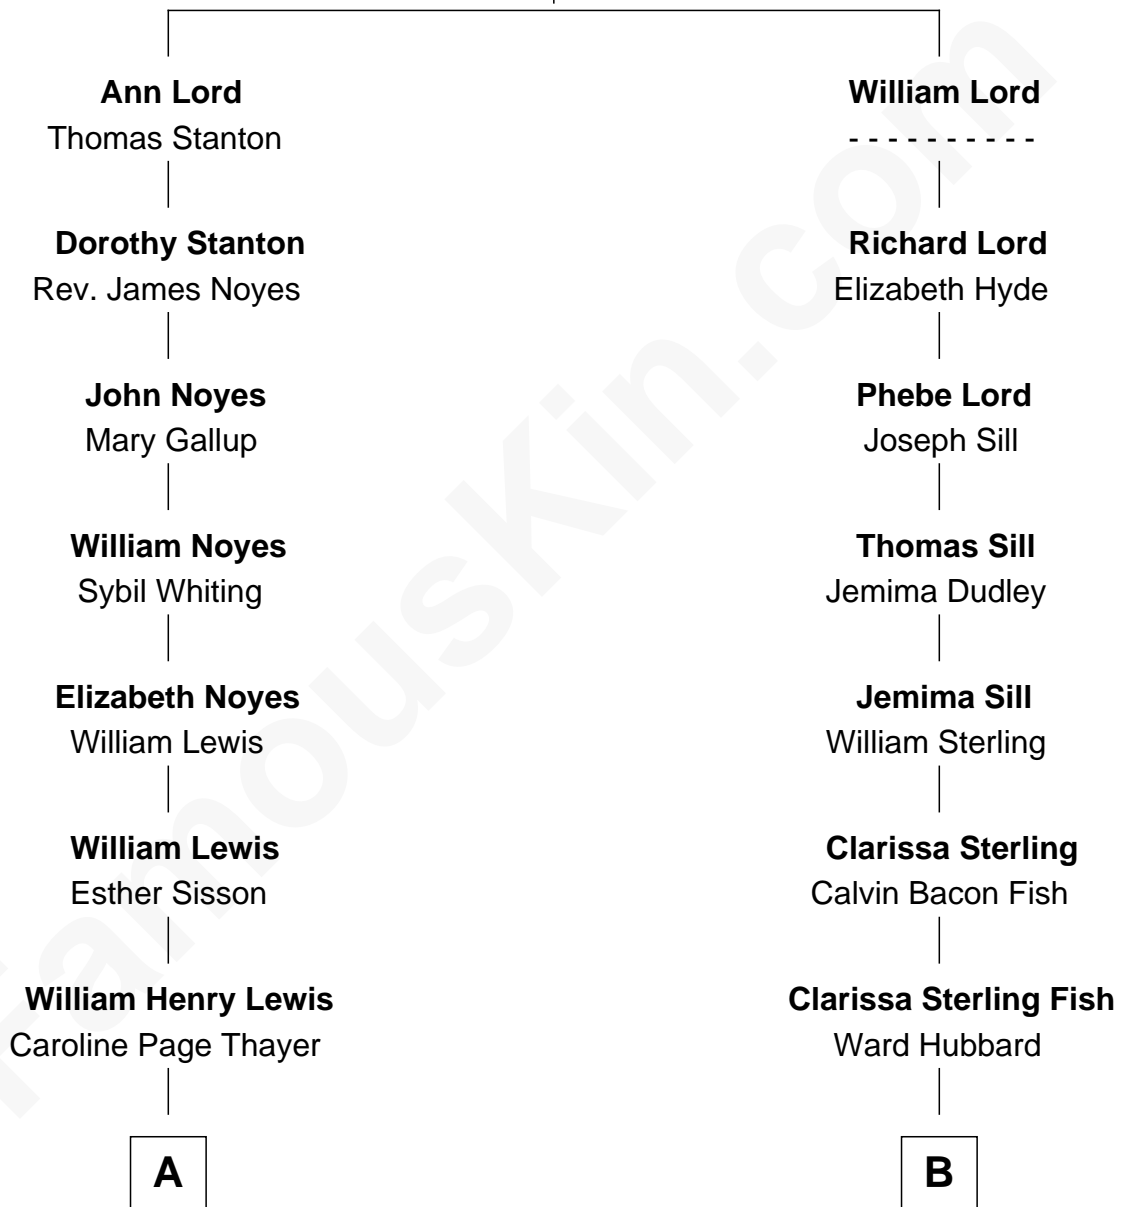 Ann Lord
Thomas Stanton
Dorothy Stanton
Rev. James Noyes
John Noyes
Mary Gallup
William Noyes
Sybil Whiting
Elizabeth Noyes
William Lewis
William Lewis
Esther Sisson
William Henry Lewis
Caroline Page Thayer
A
William Lord
- - - - - - - - - -
Richard Lord
Elizabeth Hyde
Phebe Lord
Joseph Sill
Thomas Sill
Jemima Dudley
Jemima Sill
William Sterling
Clarissa Sterling
Calvin Bacon Fish
Clarissa Sterling Fish
Ward Hubbard
B
FamousKin.com